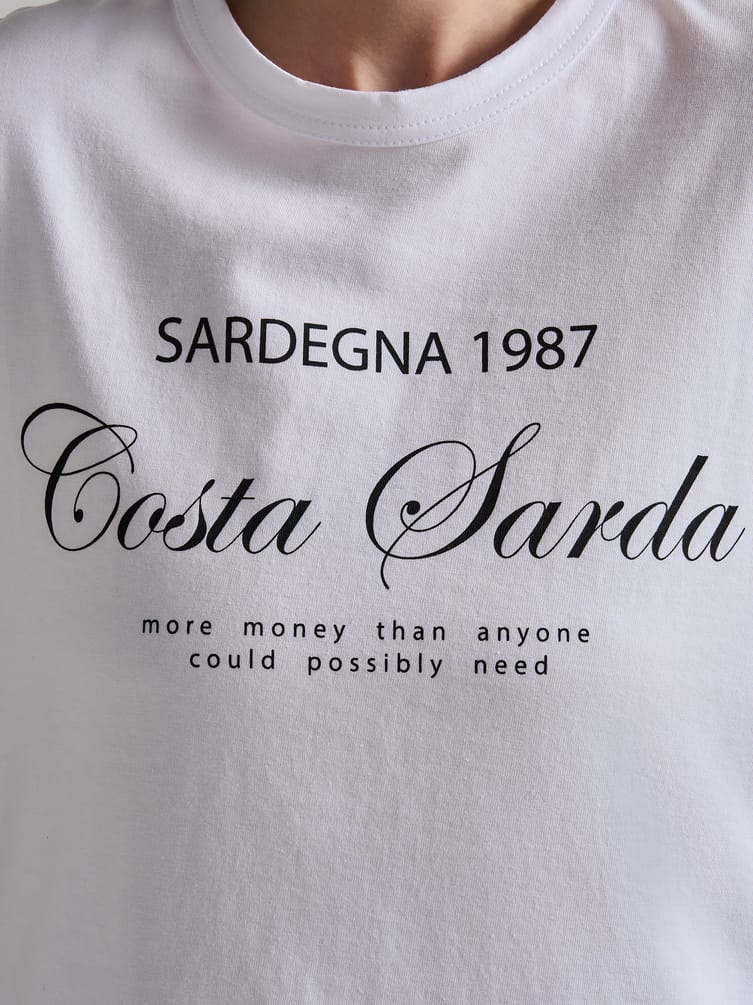 SARDEGNA 1987
Costa Sarda
more money than anyone
could possibly need